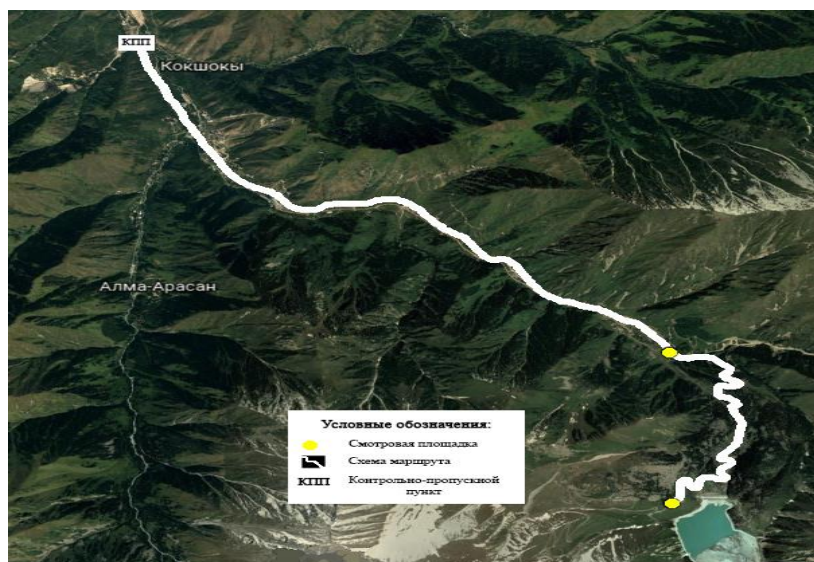 КПП
Кокшокы
Алма-Арасан
Условные обозначения:
Смотровая площадка
Схема маршрута
КПП Контрольно-пропускной
пункт